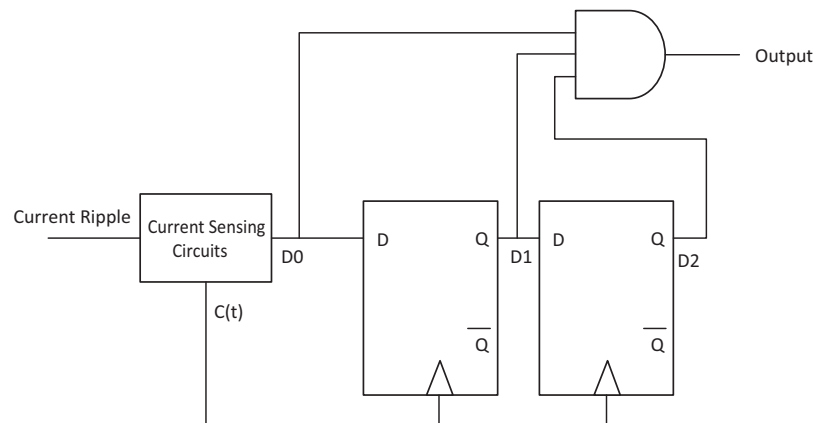 Output
Current Ripple
Current Sensing
Circuits
D0
D
Q
D1
D
Q
D2
C(t)
Q̅
Q̅